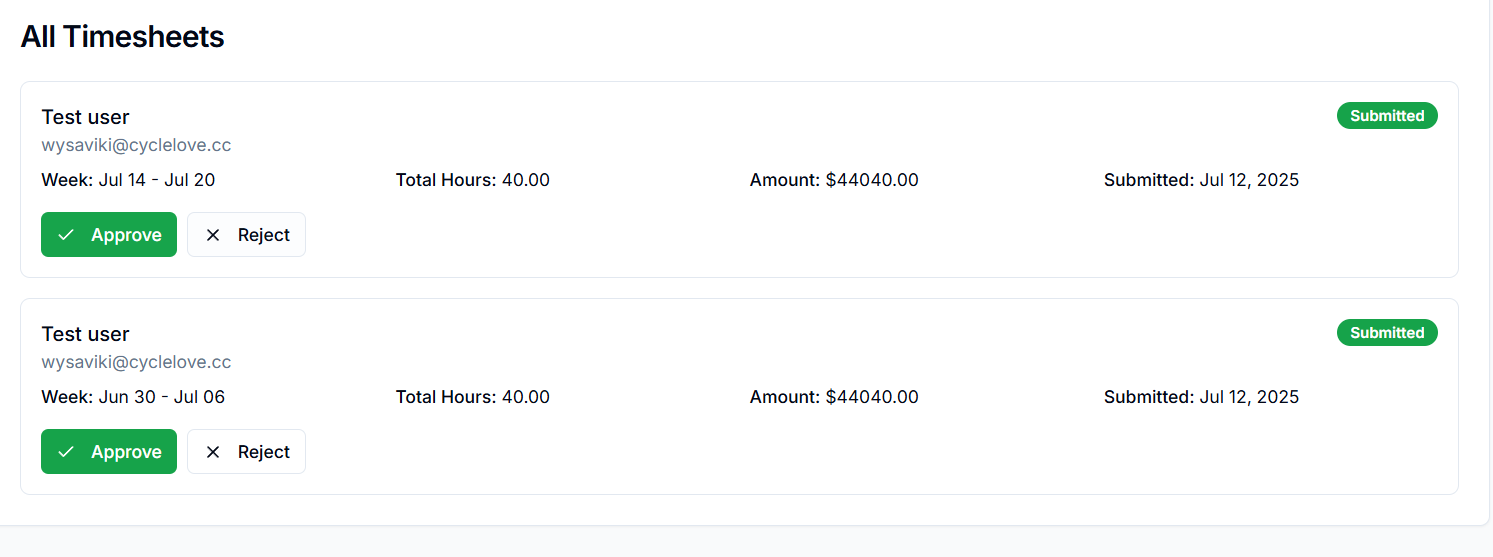 All Timesheets
Test user
Submitted
wysaviki@cyclelove.cc
Week: Jul 14 - Jul 20 Total Hours: 40.00 Amount: $44040.00 Submitted: Jul 12, 2025
Approve Reject
Test user
Submitted
wysaviki@cyclelove.cc
Week: Jun 30 - Jul 06 Total Hours: 40.00 Amount: $44040.00 Submitted: Jul 12, 2025
Approve Reject